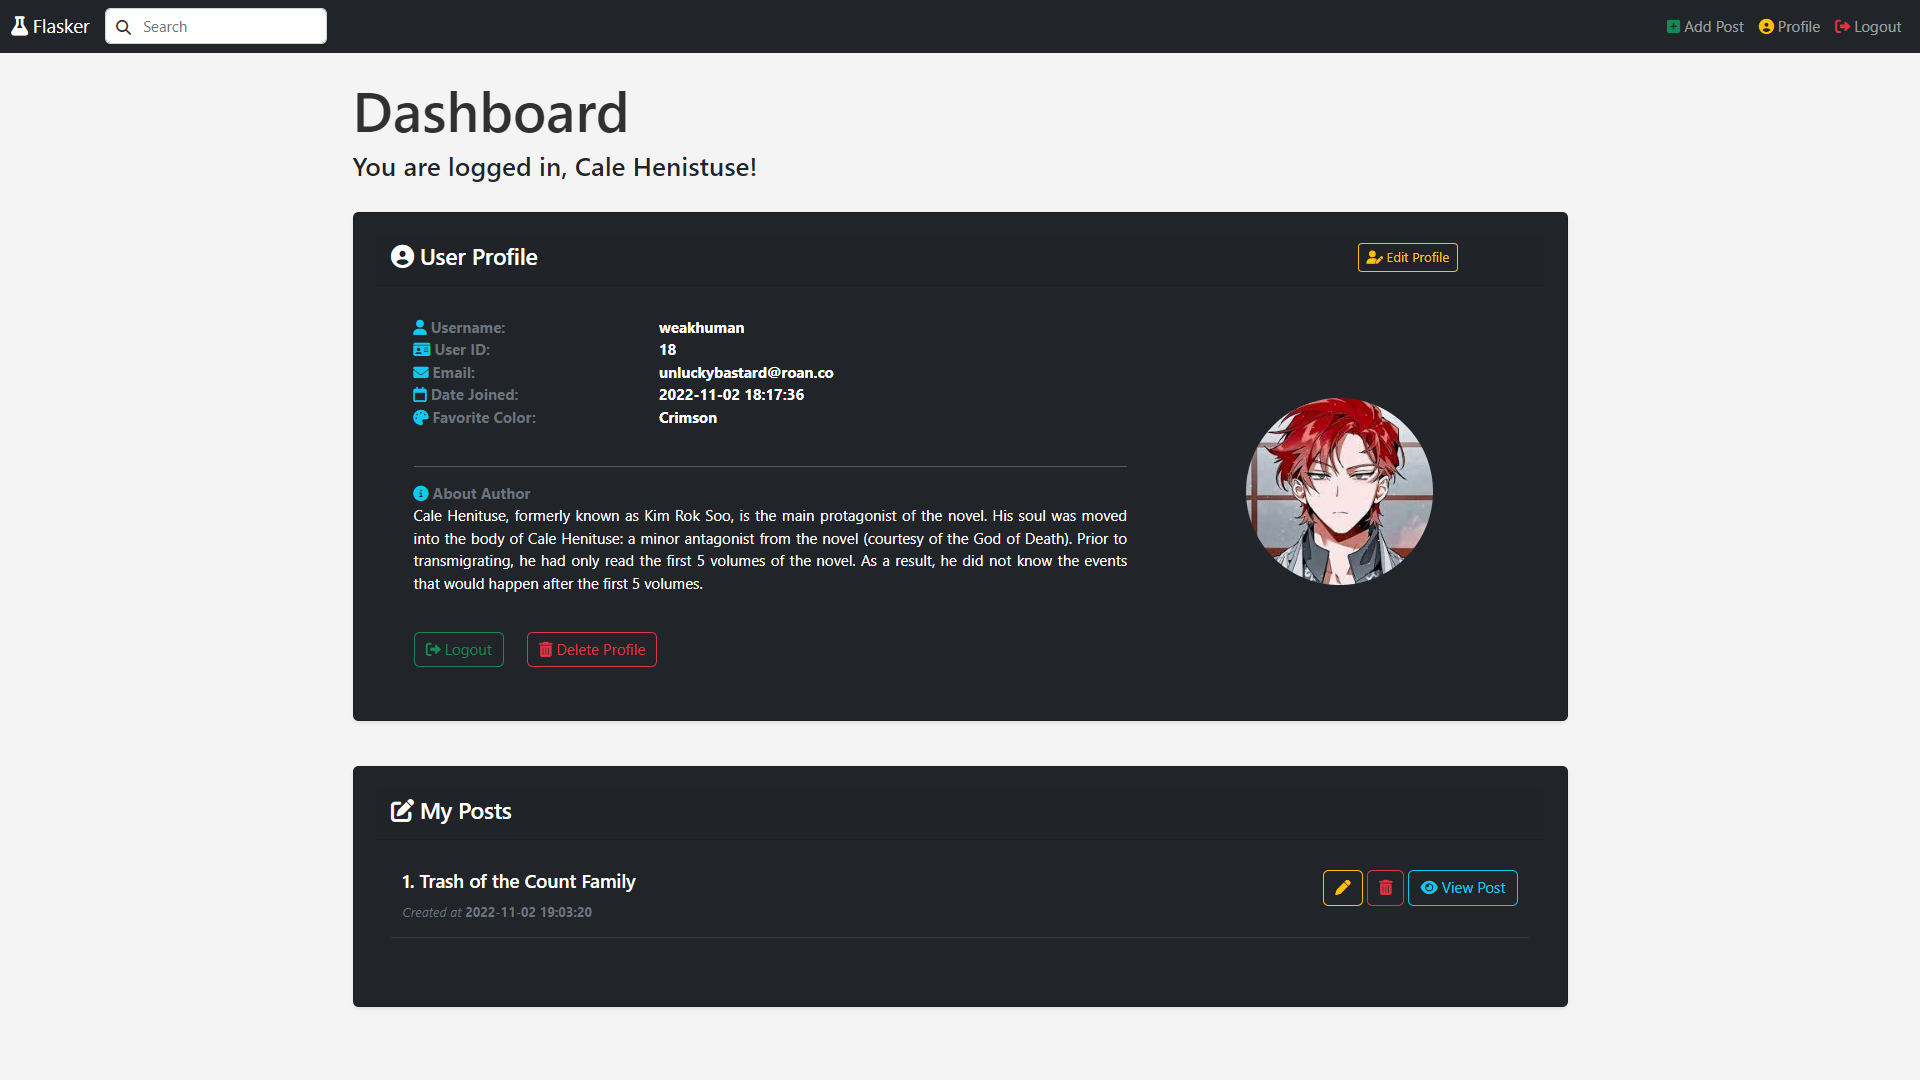 Flasker
Search
Add Post
Profile
Logout
Dashboard
You are logged in, Cale Henistuse!
User Profile
Edit Profile
Username: weakhuman
User ID: 18
Email: unluckybastard@roan.co
Date Joined: 2022-11-02 18:17:36
Favorite Color: Crimson
About Author
Cale Henituse, formerly known as Kim Rok Soo, is the main protagonist of the novel. His soul was moved
into the body of Cale Henituse: a minor antagonist from the novel (courtesy of the God of Death). Prior to
transmigrating, he had only read the first 5 volumes of the novel. As a result, he did not know the events
that would happen after the first 5 volumes.
Logout
Delete Profile
My Posts
1. Trash of the Count Family
View Post
Created at 2022-11-02 19:03:20